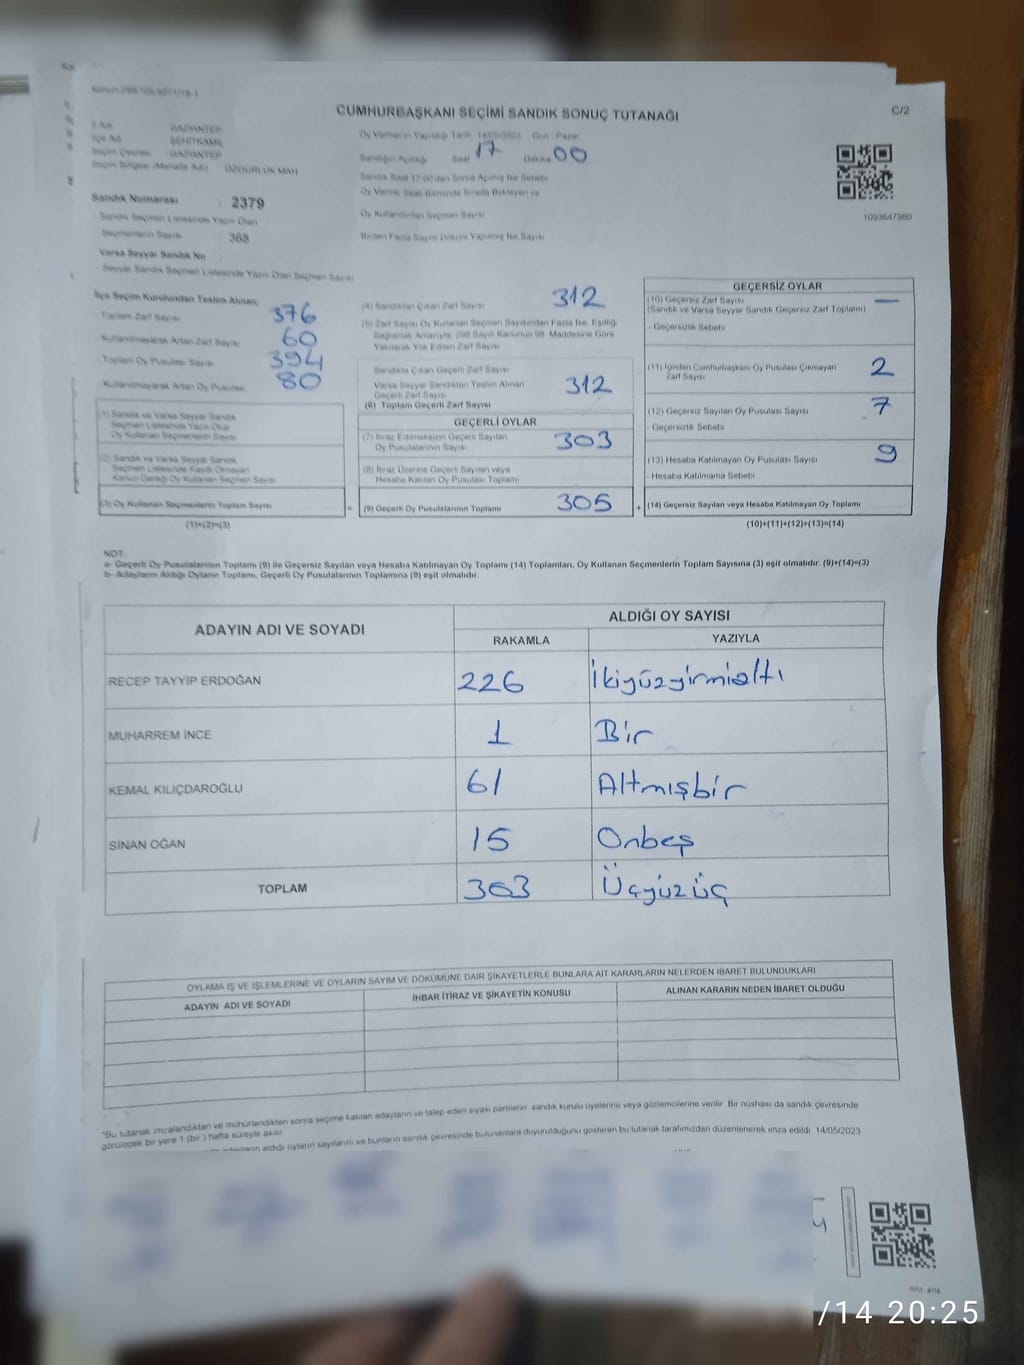 Kanun:298/105-6271/18-1
CUMHURBAŞKANI SEÇİMİ SANDIK SONUÇ TUTANAĞI
C/2
İl Adı GAZİANTEP
İlçe Adı ŞEHİTKAMİL
Seçim Çevresi GAZİANTEP
Seçim Bölgesi (Mahalle Adı) ÖZGÜRLÜK MAH
Sandık Numarası : 2379
- Sandık Seçmen Listesinde Yazılı Olan
Seçmenlerin Sayısı 368
Varsa Seyyar Sandık No
- Seyyar Sandık Seçmen Listesinde Yazılı Olan Seçmen Sayısı
Oy Vermenin Yapıldığı Tarih 14/05/2023 Gün : Pazar
Sandığın Açıldığı Saat 17 Dakika 00
Sandık Saat 17:00'den Sonra Açılmış İse Sebebi
Oy Verme Saati Bitiminde Sırada Bekleyen ve
Oy Kullandırılan Seçmen Sayısı
Birden Fazla Sayım Döküm Yapılmış İse Sayısı
1093647960
İlçe Seçim Kurulundan Teslim Alınan;
- Toplam Zarf Sayısı 376
- Kullanılmayarak Artan Zarf Sayısı 60
- Toplam Oy Pusulası Sayısı 394
- Kullanılmayarak Artan Oy Pusulası 80
(1) Sandık ve Varsa Seyyar Sandık
Seçmen Listesinde Yazılı Olup
Oy Kullanan Seçmenlerin Sayısı
(2) Sandık ve Varsa Seyyar Sandık
Seçmen Listesinde Kayıtlı Olmayan
Kanun Gereği Oy Kullanan Seçmen Sayısı
(3) Oy Kullanan Seçmenlerin Toplam Sayısı
(1)+(2)=(3)
(4) Sandıktan Çıkan Zarf Sayısı 312
(5) Zarf Sayısı Oy Kullanan Seçmen Sayısından Fazla İse, Eşitliği
Sağlamak Amacıyla, 298 Sayılı Kanunun 98. Maddesine Göre
Yakılarak Yok Edilen Zarf Sayısı
Sandıkta Çıkan Geçerli Zarf Sayısı
Varsa Seyyar Sandıktan Teslim Alınan
Geçerli Zarf Sayısı
(6) Toplam Geçerli Zarf Sayısı 312
GEÇERLİ OYLAR
(7) İtiraz Edilmeksizin Geçerli Sayılan
Oy Pusulalarının Sayısı 303
(8) İtiraz Üzerine Geçerli Sayılan veya
Hesaba Katılan Oy Pusulası Toplamı
= (9) Geçerli Oy Pusulalarının Toplamı 305
GEÇERSİZ OYLAR
(10) Geçersiz Zarf Sayısı —
(Sandık ve Varsa Seyyar Sandık Geçersiz Zarf Toplamı)
- Geçersizlik Sebebi
(11) İçinden Cumhurbaşkanı Oy Pusulası Çıkmayan
Zarf Sayısı 2
(12) Geçersiz Sayılan Oy Pusulası Sayısı 7
- Geçersizlik Sebebi
(13) Hesaba Katılmayan Oy Pusulası Sayısı 9
- Hesaba Katılmama Sebebi
+ (14) Geçersiz Sayılan veya Hesaba Katılmayan Oy Toplamı
(10)+(11)+(12)+(13)=(14)
NOT:
a- Geçerli Oy Pusulalarının Toplamı (9) ile Geçersiz Sayılan veya Hesaba Katılmayan Oy Toplamı (14) Toplamları, Oy Kullanan Seçmenlerin Toplam Sayısına (3) eşit olmalıdır. (9)+(14)=(3)
b- Adayların Aldığı Oyların Toplamı, Geçerli Oy Pusulalarının Toplamına (9) eşit olmalıdır.
ADAYIN ADI VE SOYADI
ALDIĞI OY SAYISI
RAKAMLA YAZIYLA
RECEP TAYYİP ERDOĞAN 226 İkiyüzyirmialtı
MUHARREM İNCE 1 Bir
KEMAL KILIÇDAROĞLU 61 Altmışbir
SİNAN OĞAN 15 Onbeş
TOPLAM 303 Üçyüzüç
OYLAMA İŞ VE İŞLEMLERİNE VE OYLARIN SAYIM VE DÖKÜMÜNE DAİR ŞİKAYETLERLE BUNLARA AİT KARARLARIN NELERDEN İBARET BULUNDUKLARI
ADAYIN ADI VE SOYADI İHBAR İTİRAZ VE ŞİKAYETİN KONUSU ALINAN KARARIN NEDEN İBARET OLDUĞU
"Bu tutanak imzalandıktan ve mühürlendikten sonra seçime katılan adayların ve talep eden siyasi partilerin sandık kurulu üyelerine veya gözlemcilerine verilir. Bir nüshası da sandık çevresinde
görülecek bir yere 1 (bir) hafta süreyle asılır.
aldığı oyların sayılarını ve bunların sandık çevresinde bulunanlara duyurulduğunu gösteren bu tutanak tarafımızdan düzenlenerek imza edildi. 14/05/2023
/14 20:25